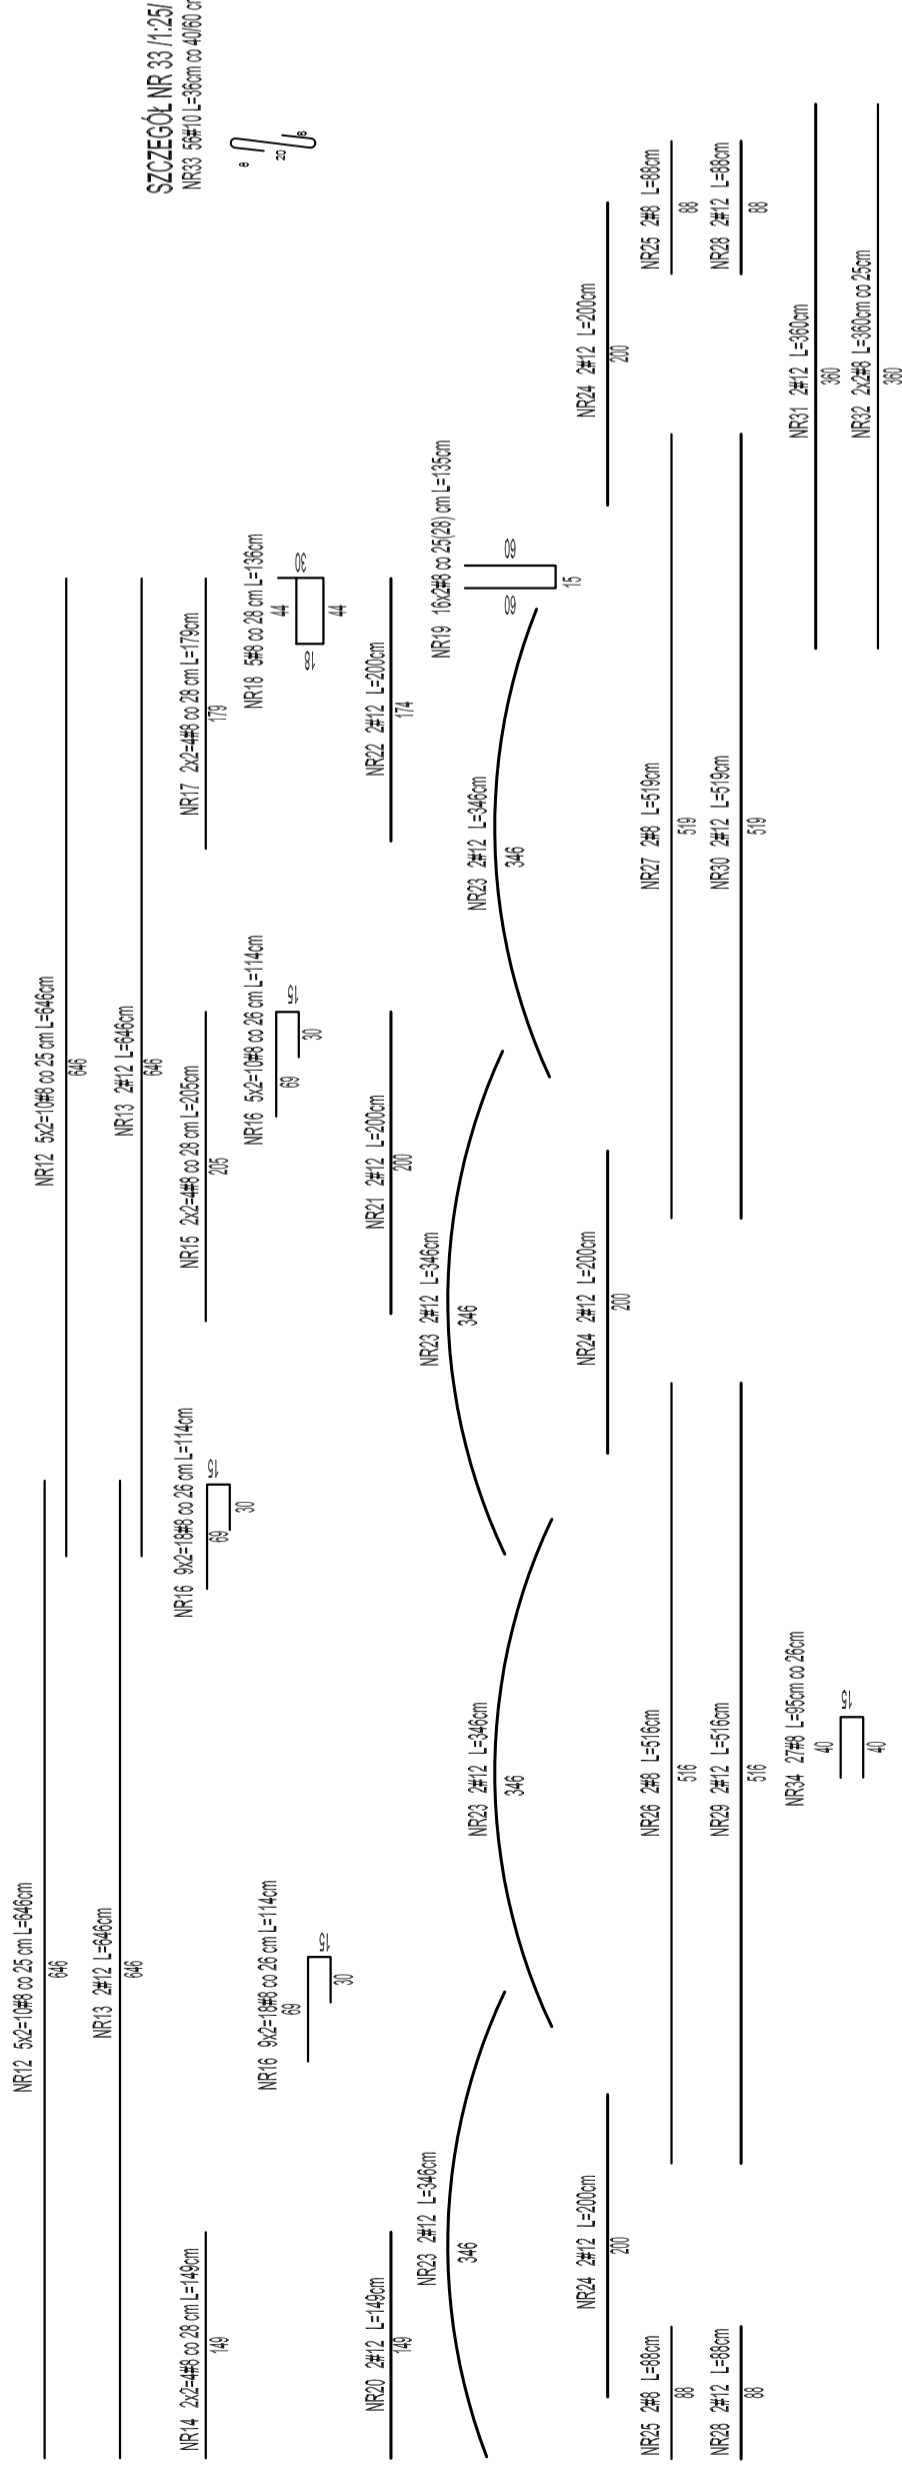 SZCZEGÓŁ NR 33 /1:25/
NR33 56#10 L=36cm co 40/60 cm
8
20
8
NR12 5x2=10#8 co 25 cm L=646cm
646
NR12 5x2=10#8 co 25 cm L=646cm
646
NR13 2#12 L=646cm
646
NR13 2#12 L=646cm
646
NR14 2x2=4#8 co 28 cm L=149cm
149
NR16 9x2=18#8 co 26 cm L=114cm
69
15
30
NR15 2x2=4#8 co 28 cm L=205cm
205
NR17 2x2=4#8 co 28 cm L=179cm
179
NR16 9x2=18#8 co 26 cm L=114cm
69
15
30
NR16 5x2=10#8 co 26 cm L=114cm
69
15
30
NR18 5#8 co 28 cm L=136cm
44
30
18
44
NR20 2#12 L=149cm
149
NR21 2#12 L=200cm
200
NR22 2#12 L=200cm
174
NR23 2#12 L=346cm
346
NR23 2#12 L=346cm
346
NR23 2#12 L=346cm
346
NR23 2#12 L=346cm
346
NR19 16x2#8 co 25(28) cm L=135cm
60
60
15
NR24 2#12 L=200cm
200
NR24 2#12 L=200cm
200
NR24 2#12 L=200cm
200
NR25 2#8 L=88cm
88
NR26 2#8 L=516cm
516
NR27 2#8 L=519cm
519
NR25 2#8 L=88cm
88
NR28 2#12 L=88cm
88
NR29 2#12 L=516cm
516
NR30 2#12 L=519cm
519
NR28 2#12 L=88cm
88
NR34 27#8 L=95cm co 26cm
40
15
40
NR31 2#12 L=360cm
360
NR32 2x2#8 L=360cm co 25cm
360